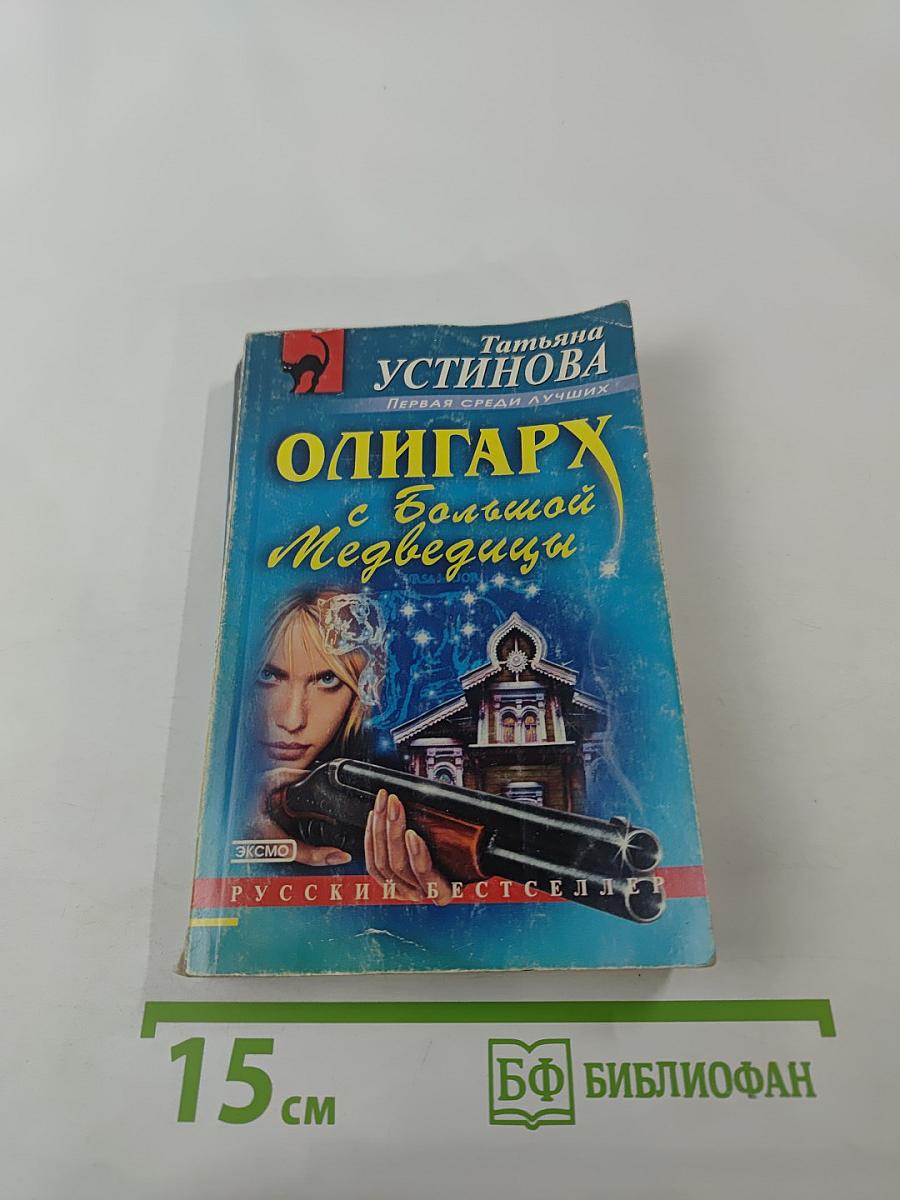 Татьяна
УСТИНОВА
ПЕРВАЯ СРЕДИ ЛУЧШИХ
ОЛИГАРХ
с Большой
Медведицы
ЭКСМО
РУССКИЙ БЕСТСЕЛЛЕР
15 см
БФ БИБЛИОФАН